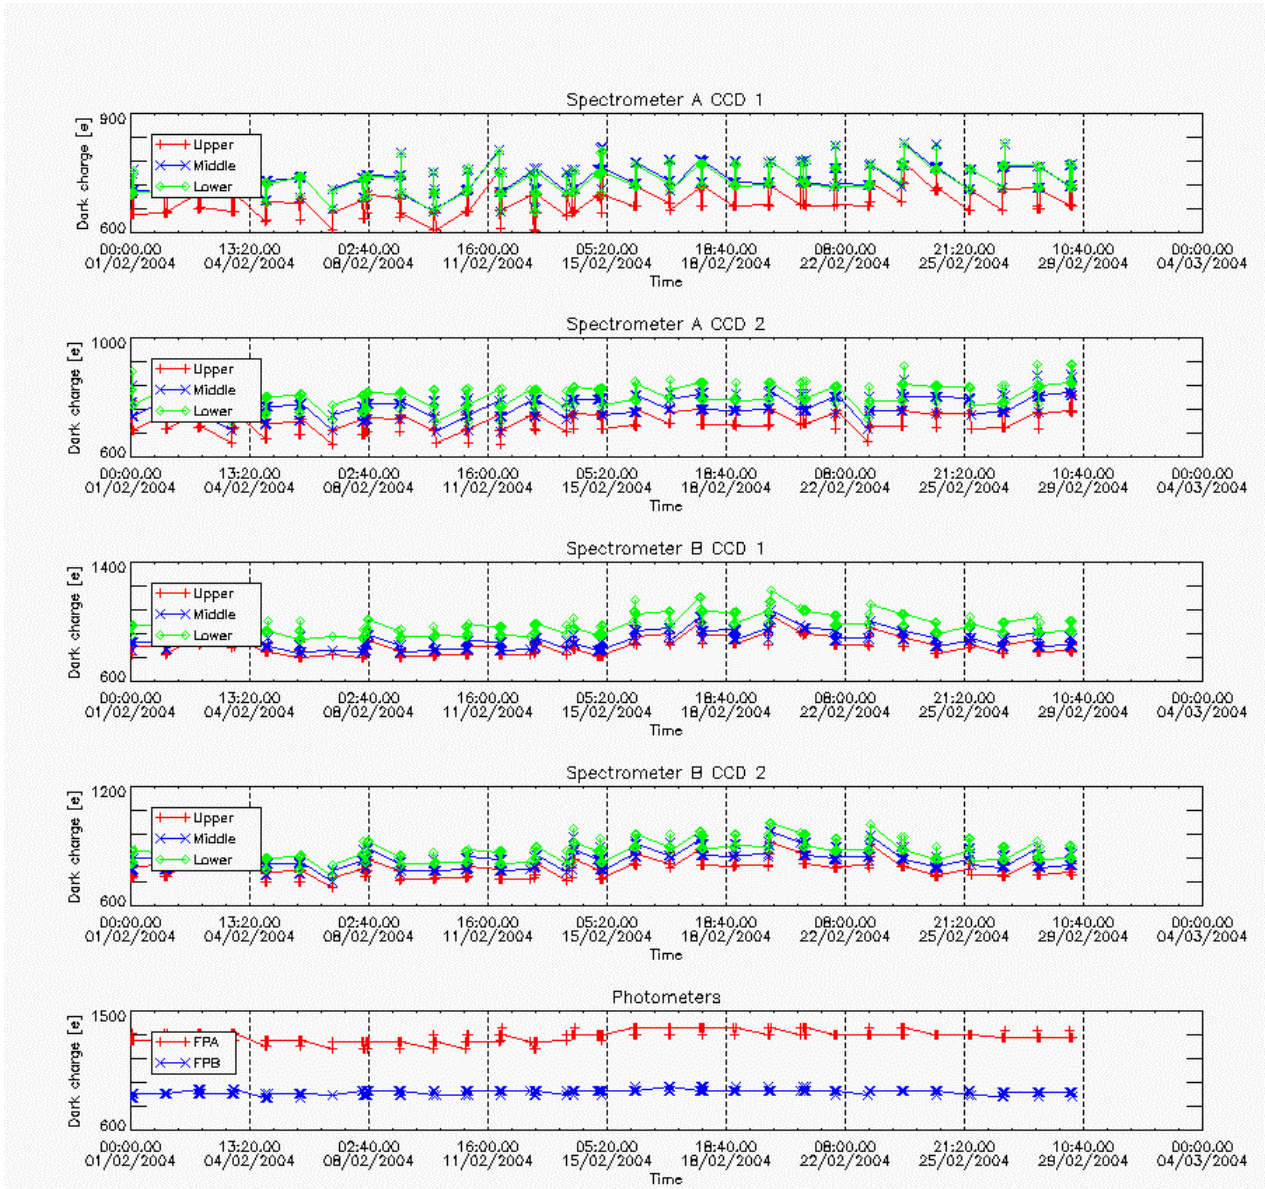 Spectrometer A CCD 1
900
Dark charge [e]
Upper
Middle
Lower
600
00:00.00 13:20.00 02:40.00 16:00.00 05:20.00 18:40.00 08:00.00 21:20.00 10:40.00 00:00.00
01/02/2004 04/02/2004 08/02/2004 11/02/2004 15/02/2004 18/02/2004 22/02/2004 25/02/2004 29/02/2004 04/03/2004
Time
Spectrometer A CCD 2
1000
Dark charge [e]
Upper
Middle
Lower
600
00:00.00 13:20.00 02:40.00 16:00.00 05:20.00 18:40.00 08:00.00 21:20.00 10:40.00 00:00.00
01/02/2004 04/02/2004 08/02/2004 11/02/2004 15/02/2004 18/02/2004 22/02/2004 25/02/2004 29/02/2004 04/03/2004
Time
Spectrometer B CCD 1
1400
Dark charge [e]
Upper
Middle
Lower
600
00:00.00 13:20.00 02:40.00 16:00.00 05:20.00 18:40.00 08:00.00 21:20.00 10:40.00 00:00.00
01/02/2004 04/02/2004 08/02/2004 11/02/2004 15/02/2004 18/02/2004 22/02/2004 25/02/2004 29/02/2004 04/03/2004
Time
Spectrometer B CCD 2
1200
Dark charge [e]
Upper
Middle
Lower
600
00:00.00 13:20.00 02:40.00 16:00.00 05:20.00 18:40.00 08:00.00 21:20.00 10:40.00 00:00.00
01/02/2004 04/02/2004 08/02/2004 11/02/2004 15/02/2004 18/02/2004 22/02/2004 25/02/2004 29/02/2004 04/03/2004
Time
Photometers
1500
Dark charge [e]
FPA
FPB
600
00:00.00 13:20.00 02:40.00 16:00.00 05:20.00 18:40.00 08:00.00 21:20.00 10:40.00 00:00.00
01/02/2004 04/02/2004 08/02/2004 11/02/2004 15/02/2004 18/02/2004 22/02/2004 25/02/2004 29/02/2004 04/03/2004
Time